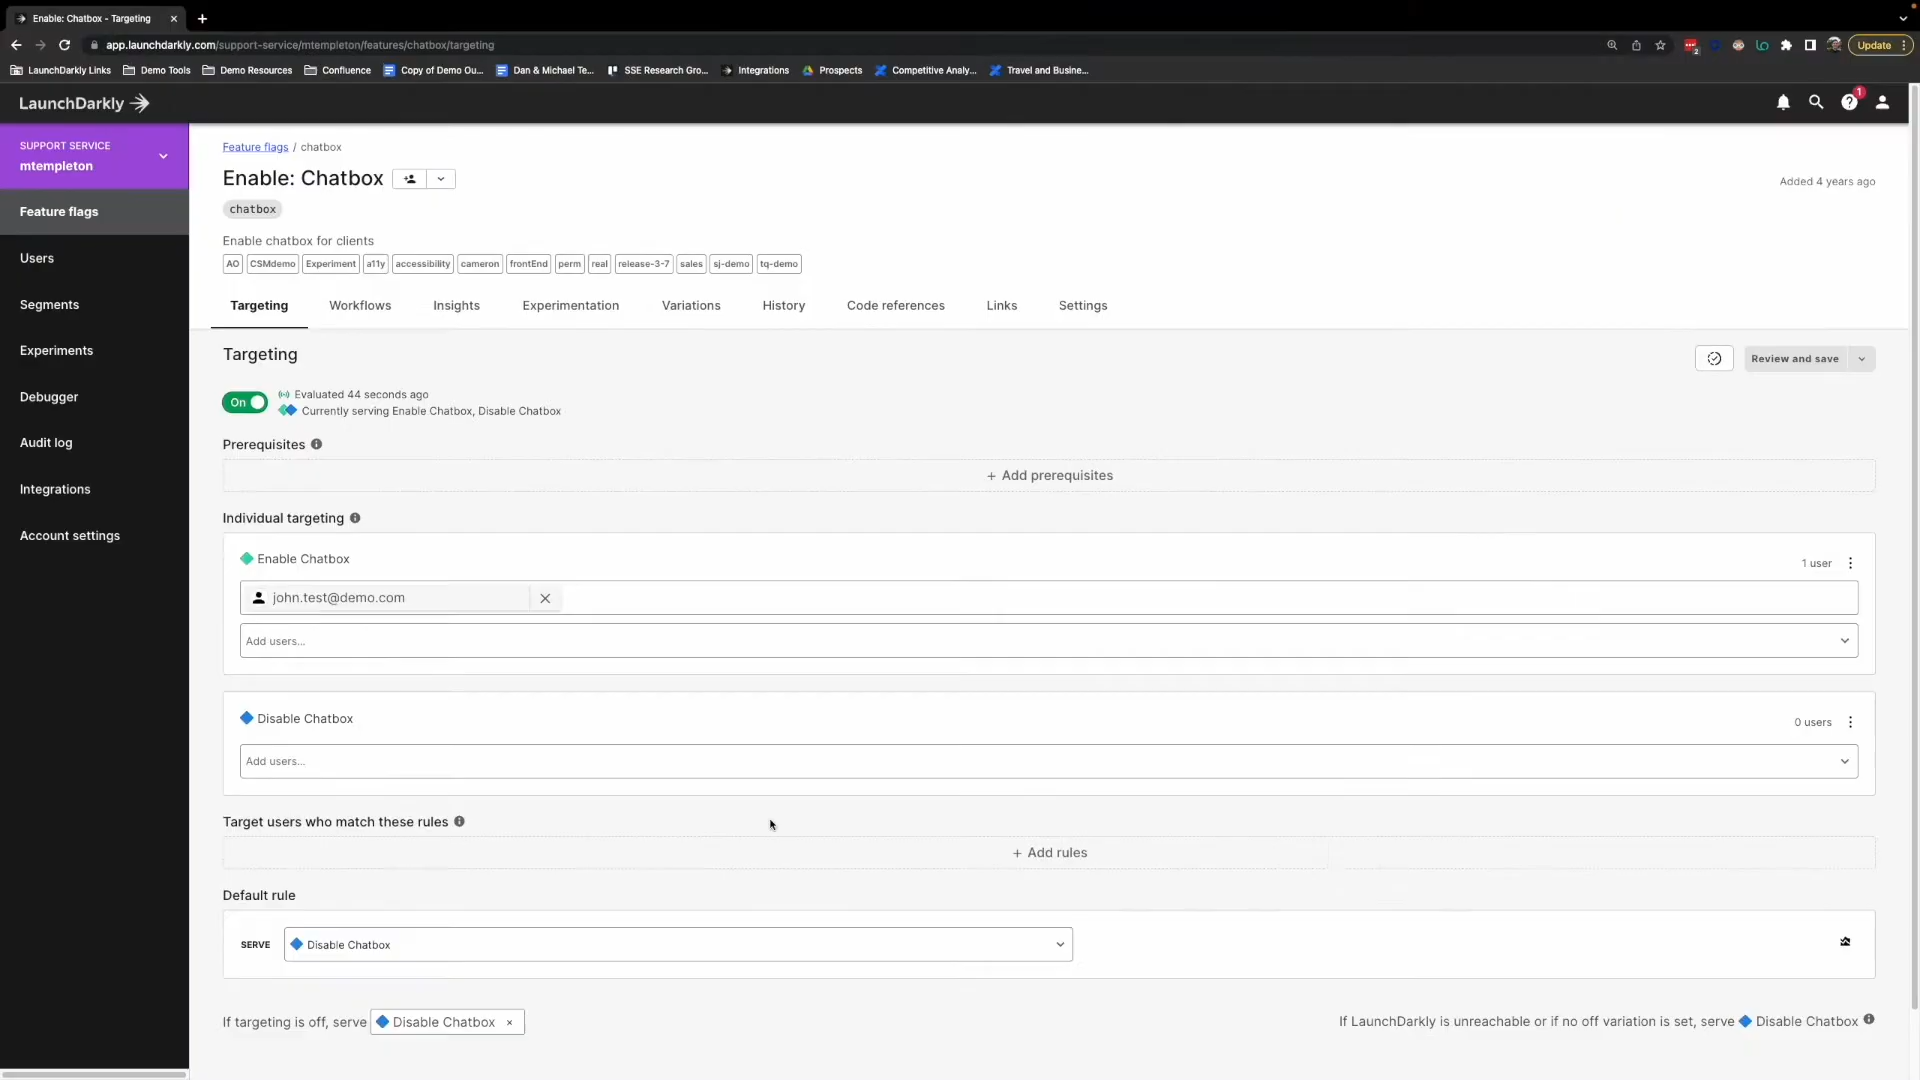 Enable: Chatbox - Targeting
app.launchdarkly.com/support-service/mtempleton/features/chatbox/targeting
2
Update
LaunchDarkly Links
Demo Tools
Demo Resources
Confluence
Copy of Demo Ou...
Dan & Michael Te...
SSE Research Gro...
Integrations
Prospects
Competitive Analy...
Travel and Busine...
LaunchDarkly
1
SUPPORT SERVICE
mtempleton
Feature flags
Users
Segments
Experiments
Debugger
Audit log
Integrations
Account settings
Feature flags / chatbox
Enable: Chatbox
Added 4 years ago
chatbox
Enable chatbox for clients
AO CSMdemo Experiment a11y accessibility cameron frontEnd perm real release-3-7 sales sj-demo tq-demo
Targeting Workflows Insights Experimentation Variations History Code references Links Settings
Targeting
Review and save
On
Evaluated 44 seconds ago
Currently serving Enable Chatbox, Disable Chatbox
Prerequisites
+ Add prerequisites
Individual targeting
Enable Chatbox
1 user
john.test@demo.com
Add users...
Disable Chatbox
0 users
Add users...
Target users who match these rules
+ Add rules
Default rule
SERVE Disable Chatbox
If targeting is off, serve Disable Chatbox ×
If LaunchDarkly is unreachable or if no off variation is set, serve Disable Chatbox